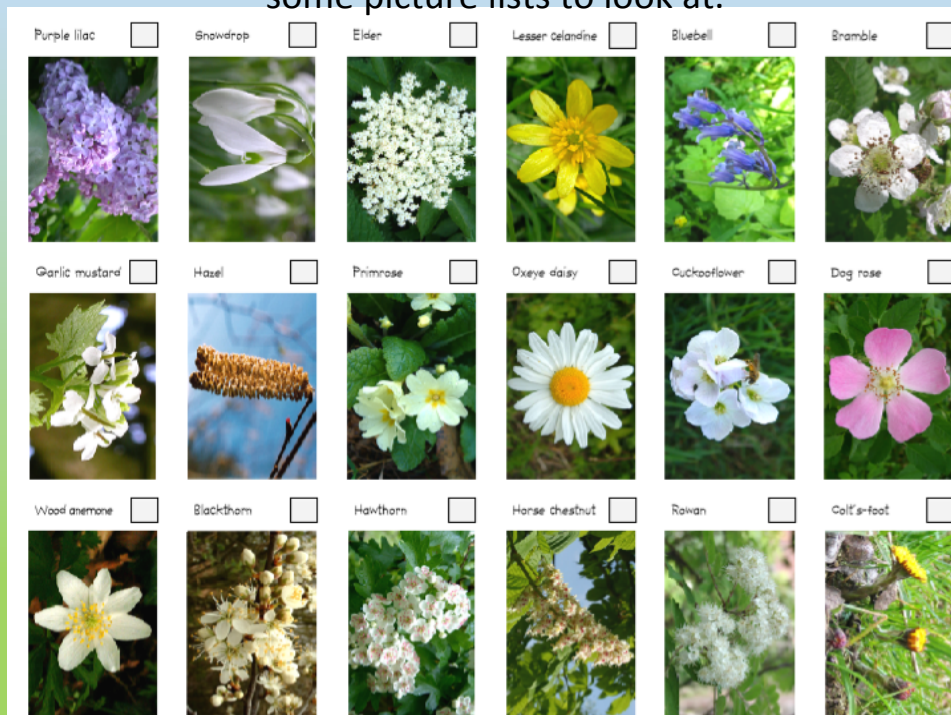 some picture lists to look at.
Purple lilac Snowdrop Elder Lesser celandine Bluebell Bramble
Garlic mustard Hazel Primrose Oxeye daisy Cuckooflower Dog rose
Wood anemone Blackthorn Hawthorn Horse chestnut Rowan Colt's-foot